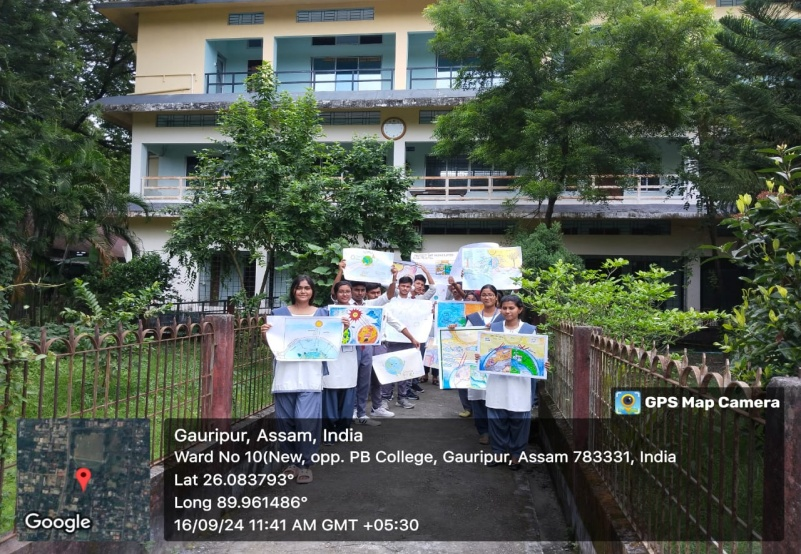 GPS Map Camera
Gauripur, Assam, India
Ward No 10(New, opp. PB College, Gauripur, Assam 783331, India
Lat 26.083793°
Long 89.961486°
16/09/24 11:41 AM GMT +05:30
Google